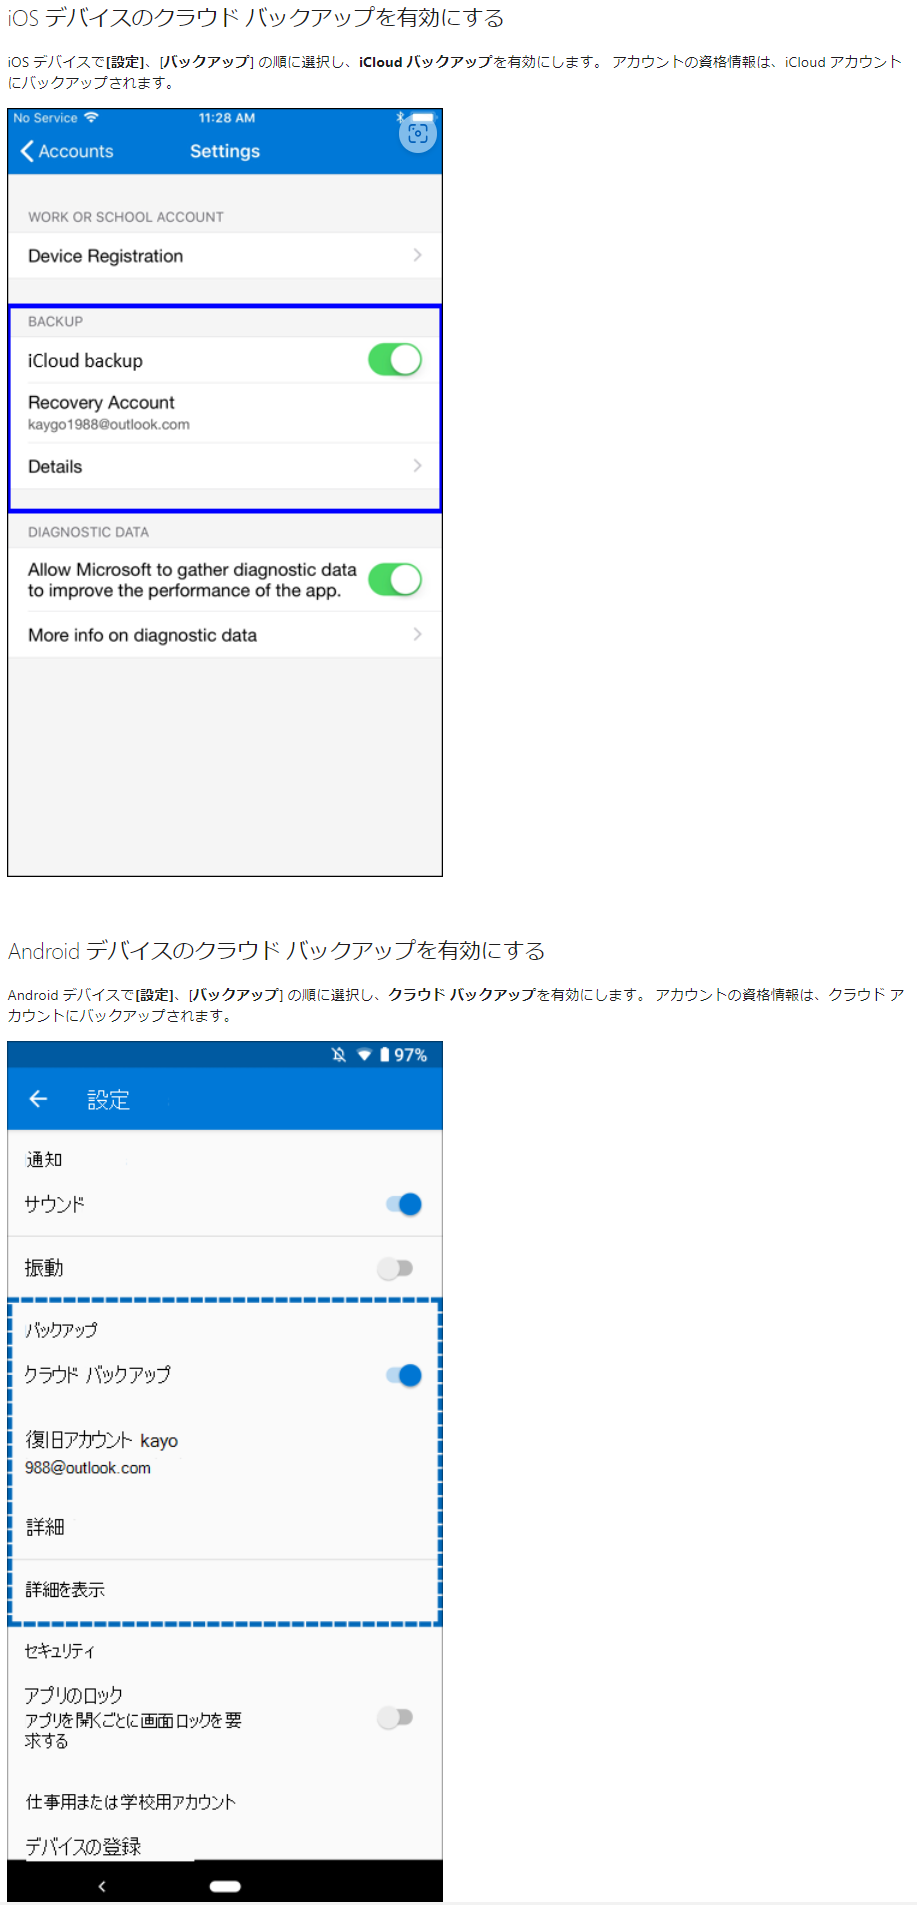 iOS デバイスのクラウド バックアップを有効にする
iOS デバイスで[設定]、[バックアップ] の順に選択し、iCloud バックアップを有効にします。 アカウントの資格情報は、iCloud アカウント
にバックアップされます。
No Service 11:28 AM
Accounts Settings
WORK OR SCHOOL ACCOUNT
Device Registration
BACKUP
iCloud backup
Recovery Account
kaygo1988@outlook.com
Details
DIAGNOSTIC DATA
Allow Microsoft to gather diagnostic data
to improve the performance of the app.
More info on diagnostic data
Android デバイスのクラウド バックアップを有効にする
Android デバイスで[設定]、[バックアップ] の順に選択し、クラウド バックアップを有効にします。 アカウントの資格情報は、クラウド ア
カウントにバックアップされます。
97%
設定
通知
サウンド
振動
バックアップ
クラウド バックアップ
復旧アカウント kayo
988@outlook.com
詳細
詳細を表示
セキュリティ
アプリのロック
アプリを開くごとに画面ロックを要
求する
仕事用または学校用アカウント
デバイスの登録